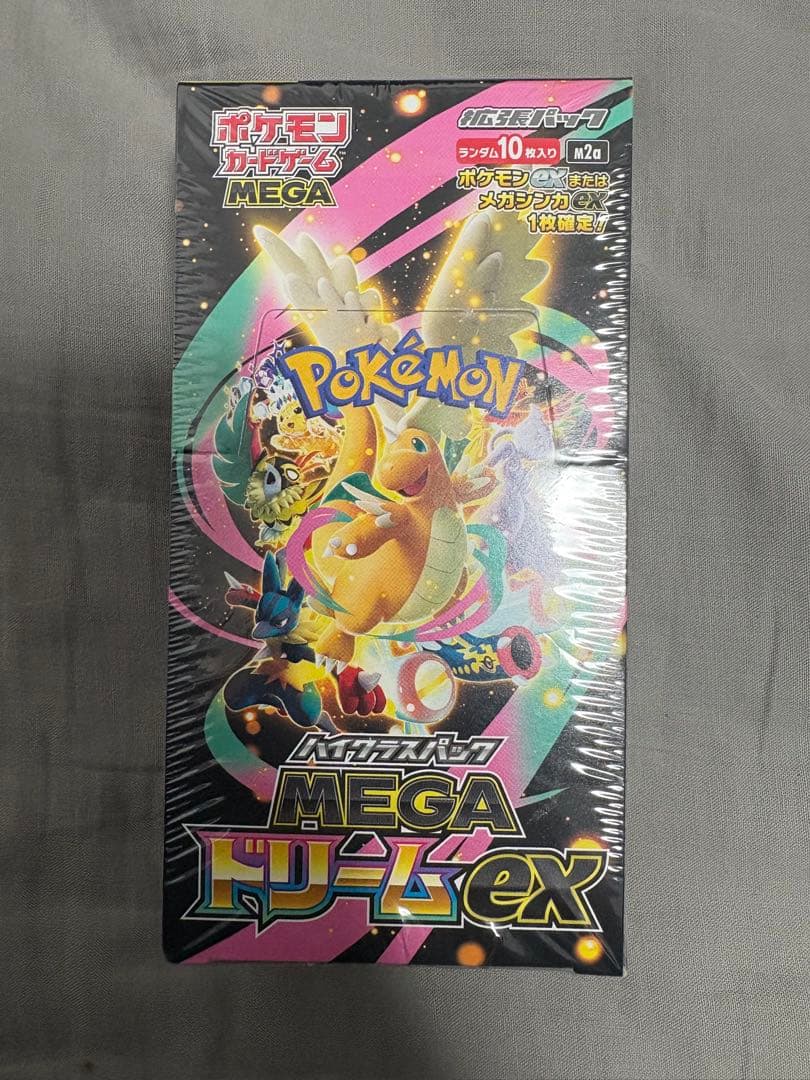 ポケモン
カードゲーム
MEGA
拡張パック
ランダム10枚入り M2a
ポケモンexまたは
メガシンカex
1枚確定!
POKÉMON
ハイクラスパック
MEGA
ドリームex